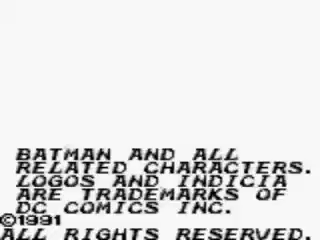 BATMAN AND ALL
RELATED CHARACTERS.
LOGOS AND INDICIA
ARE TRADEMARKS OF
DC COMICS INC.
©1991
ALL RIGHTS RESERVED.